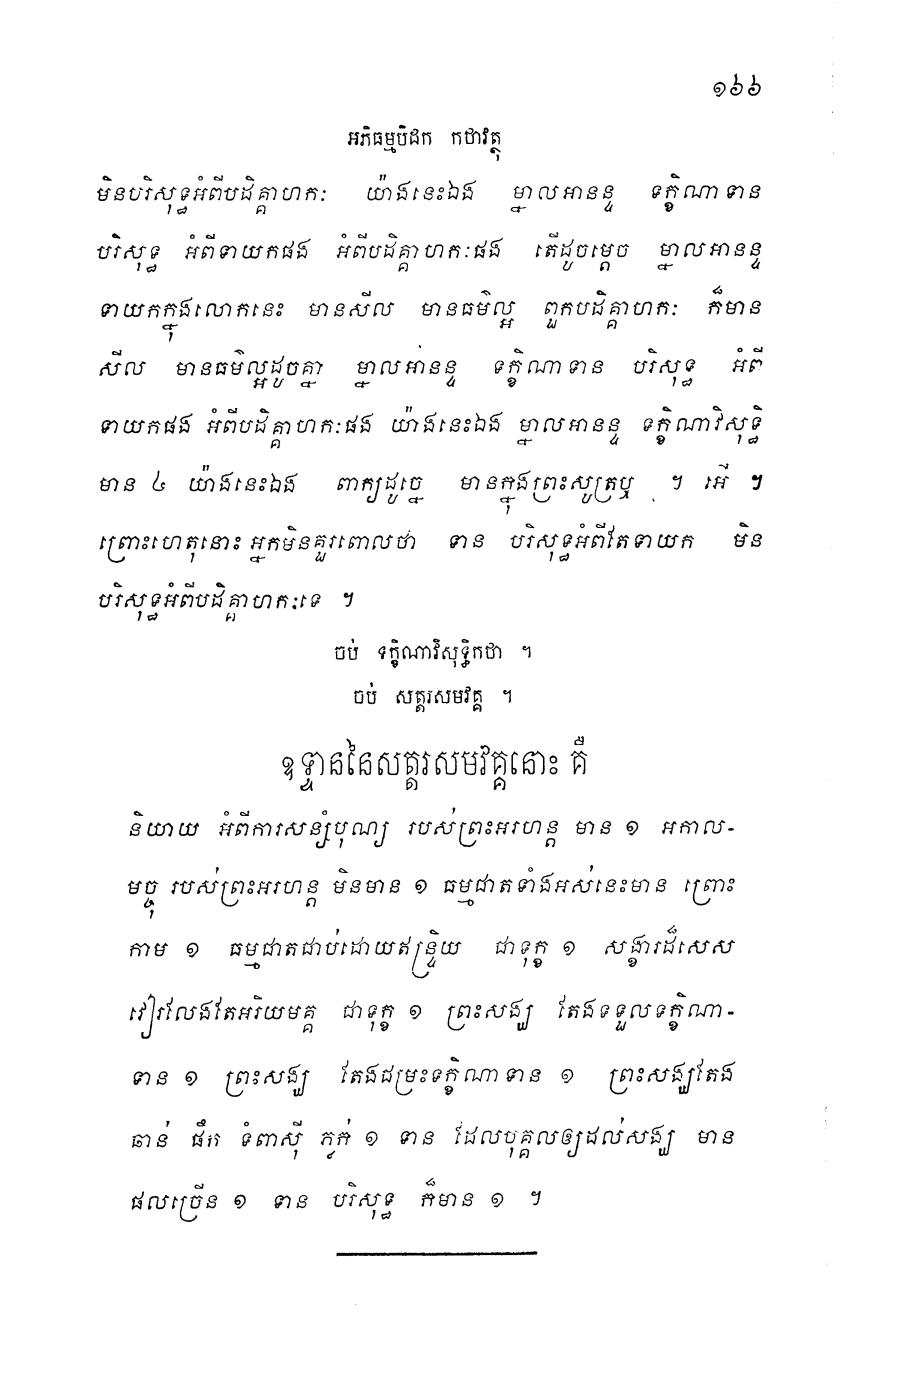 ១៦៦
អភិធម្មបិដក កថាវត្ថុ
មិនបរិសុទ្ធអំពីបដិគ្គាហកៈ យ៉ាងនេះឯង ម្នាលអានន្ទ ទក្ខិណាទាន
បរិសុទ្ធ អំពីទាយកផង អំពីបដិគ្គាហកៈផង តើដូចម្តេច ម្នាលអានន្ទ
ទាយកក្នុងលោកនេះ មានសីល មានធម៌ល្អ ពួកបដិគ្គាហកៈ ក៏មាន
សីល មានធម៌ល្អដូចគ្នា ម្នាលអានន្ទ ទក្ខិណាទាន បរិសុទ្ធ អំពី
ទាយកផង អំពីបដិគ្គាហកៈផង យ៉ាងនេះឯង ម្នាលអានន្ទ ទក្ខិណាវិសុទ្ធិ
មាន ៤ យ៉ាងនេះឯង ពាក្យដូច្នេះ មានក្នុងព្រះសូត្រឬ ។ អើ ។
ព្រោះហេតុនោះ អ្នកមិនគួរពោលថា ទាន បរិសុទ្ធអំពីតែទាយក មិន
បរិសុទ្ធអំពីបដិគ្គាហកៈទេ ។
ចប់ ទក្ខិណាវិសុទ្ធិកថា ។
ចប់ សត្តរសមវគ្គ ។
ឧទ្ទាននៃសត្តរសមវគ្គនោះ គឺ
និយាយ អំពីការសន្សំបុណ្យ របស់ព្រះអរហន្ត មាន ១ អកាល-
មច្ចុ របស់ព្រះអរហន្ត មិនមាន ១ ធម្មជាតទាំងអស់នេះមាន ព្រោះ
កាម ១ ធម្មជាតជាប់ដោយឥន្ទ្រិយ ជាទុក្ខ ១ សង្ខារដ៏សេស
វៀរលែងតែអរិយមគ្គ ជាទុក្ខ ១ ព្រះសង្ឃ តែងទទួលទក្ខិណា-
ទាន ១ ព្រះសង្ឃ តែងជម្រះទក្ខិណាទាន ១ ព្រះសង្ឃតែង
ឆាន់ ផឹក ទំពាស៊ី ភ្លក់ ១ ទាន ដែលបុគ្គលឲ្យដល់សង្ឃ មាន
ផលច្រើន ១ ទាន បរិសុទ្ធ ក៏មាន ១ ។